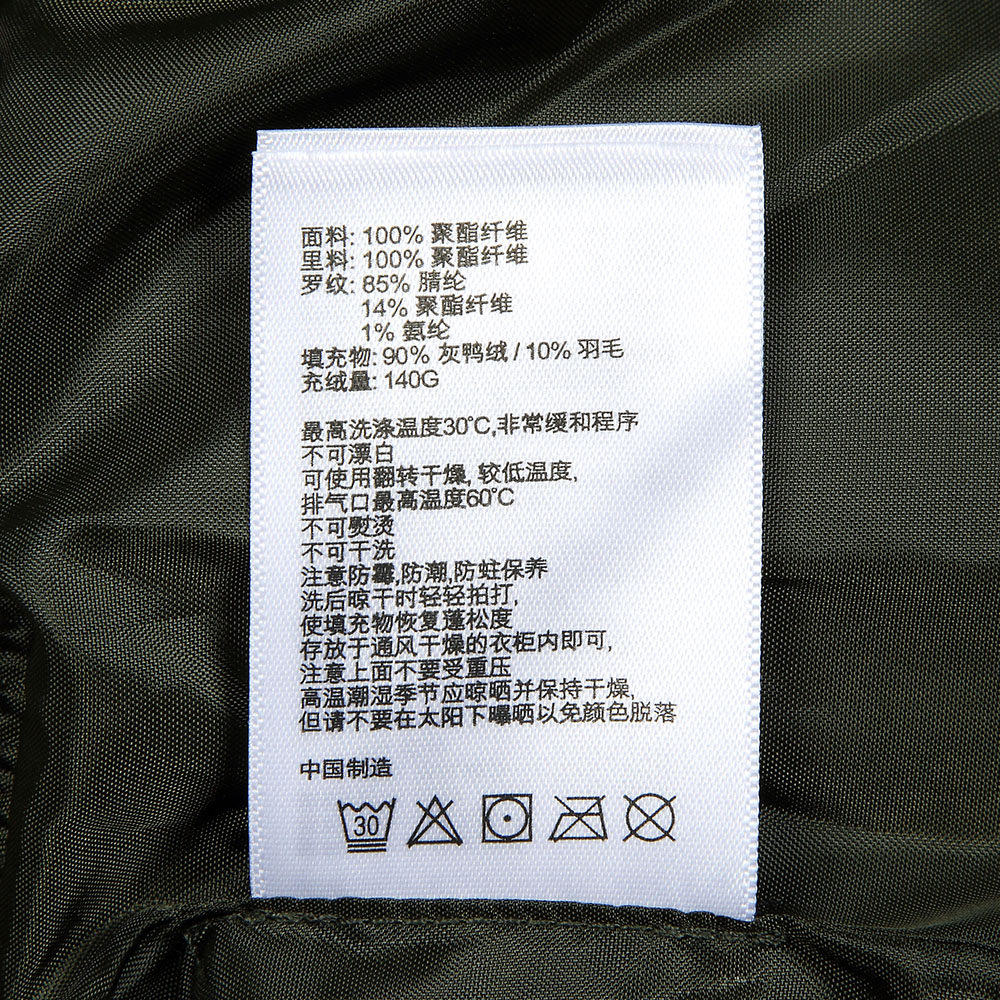 面料: 100% 聚酯纤维
里料: 100% 聚酯纤维
罗纹: 85% 腈纶
14% 聚酯纤维
1% 氨纶
填充物: 90% 灰鸭绒 / 10% 羽毛
充绒量: 140G
最高洗涤温度30°C,非常缓和程序
不可漂白
可使用翻转干燥, 较低温度,
排气口最高温度60°C
不可熨烫
不可干洗
注意防霉,防潮,防蛀保养
洗后晾干时轻轻拍打,
使填充物恢复蓬松度
存放于通风干燥的衣柜内即可,
注意上面不要受重压
高温潮湿季节应晾晒并保持干燥,
但请不要在太阳下曝晒以免颜色脱落
中国制造
30